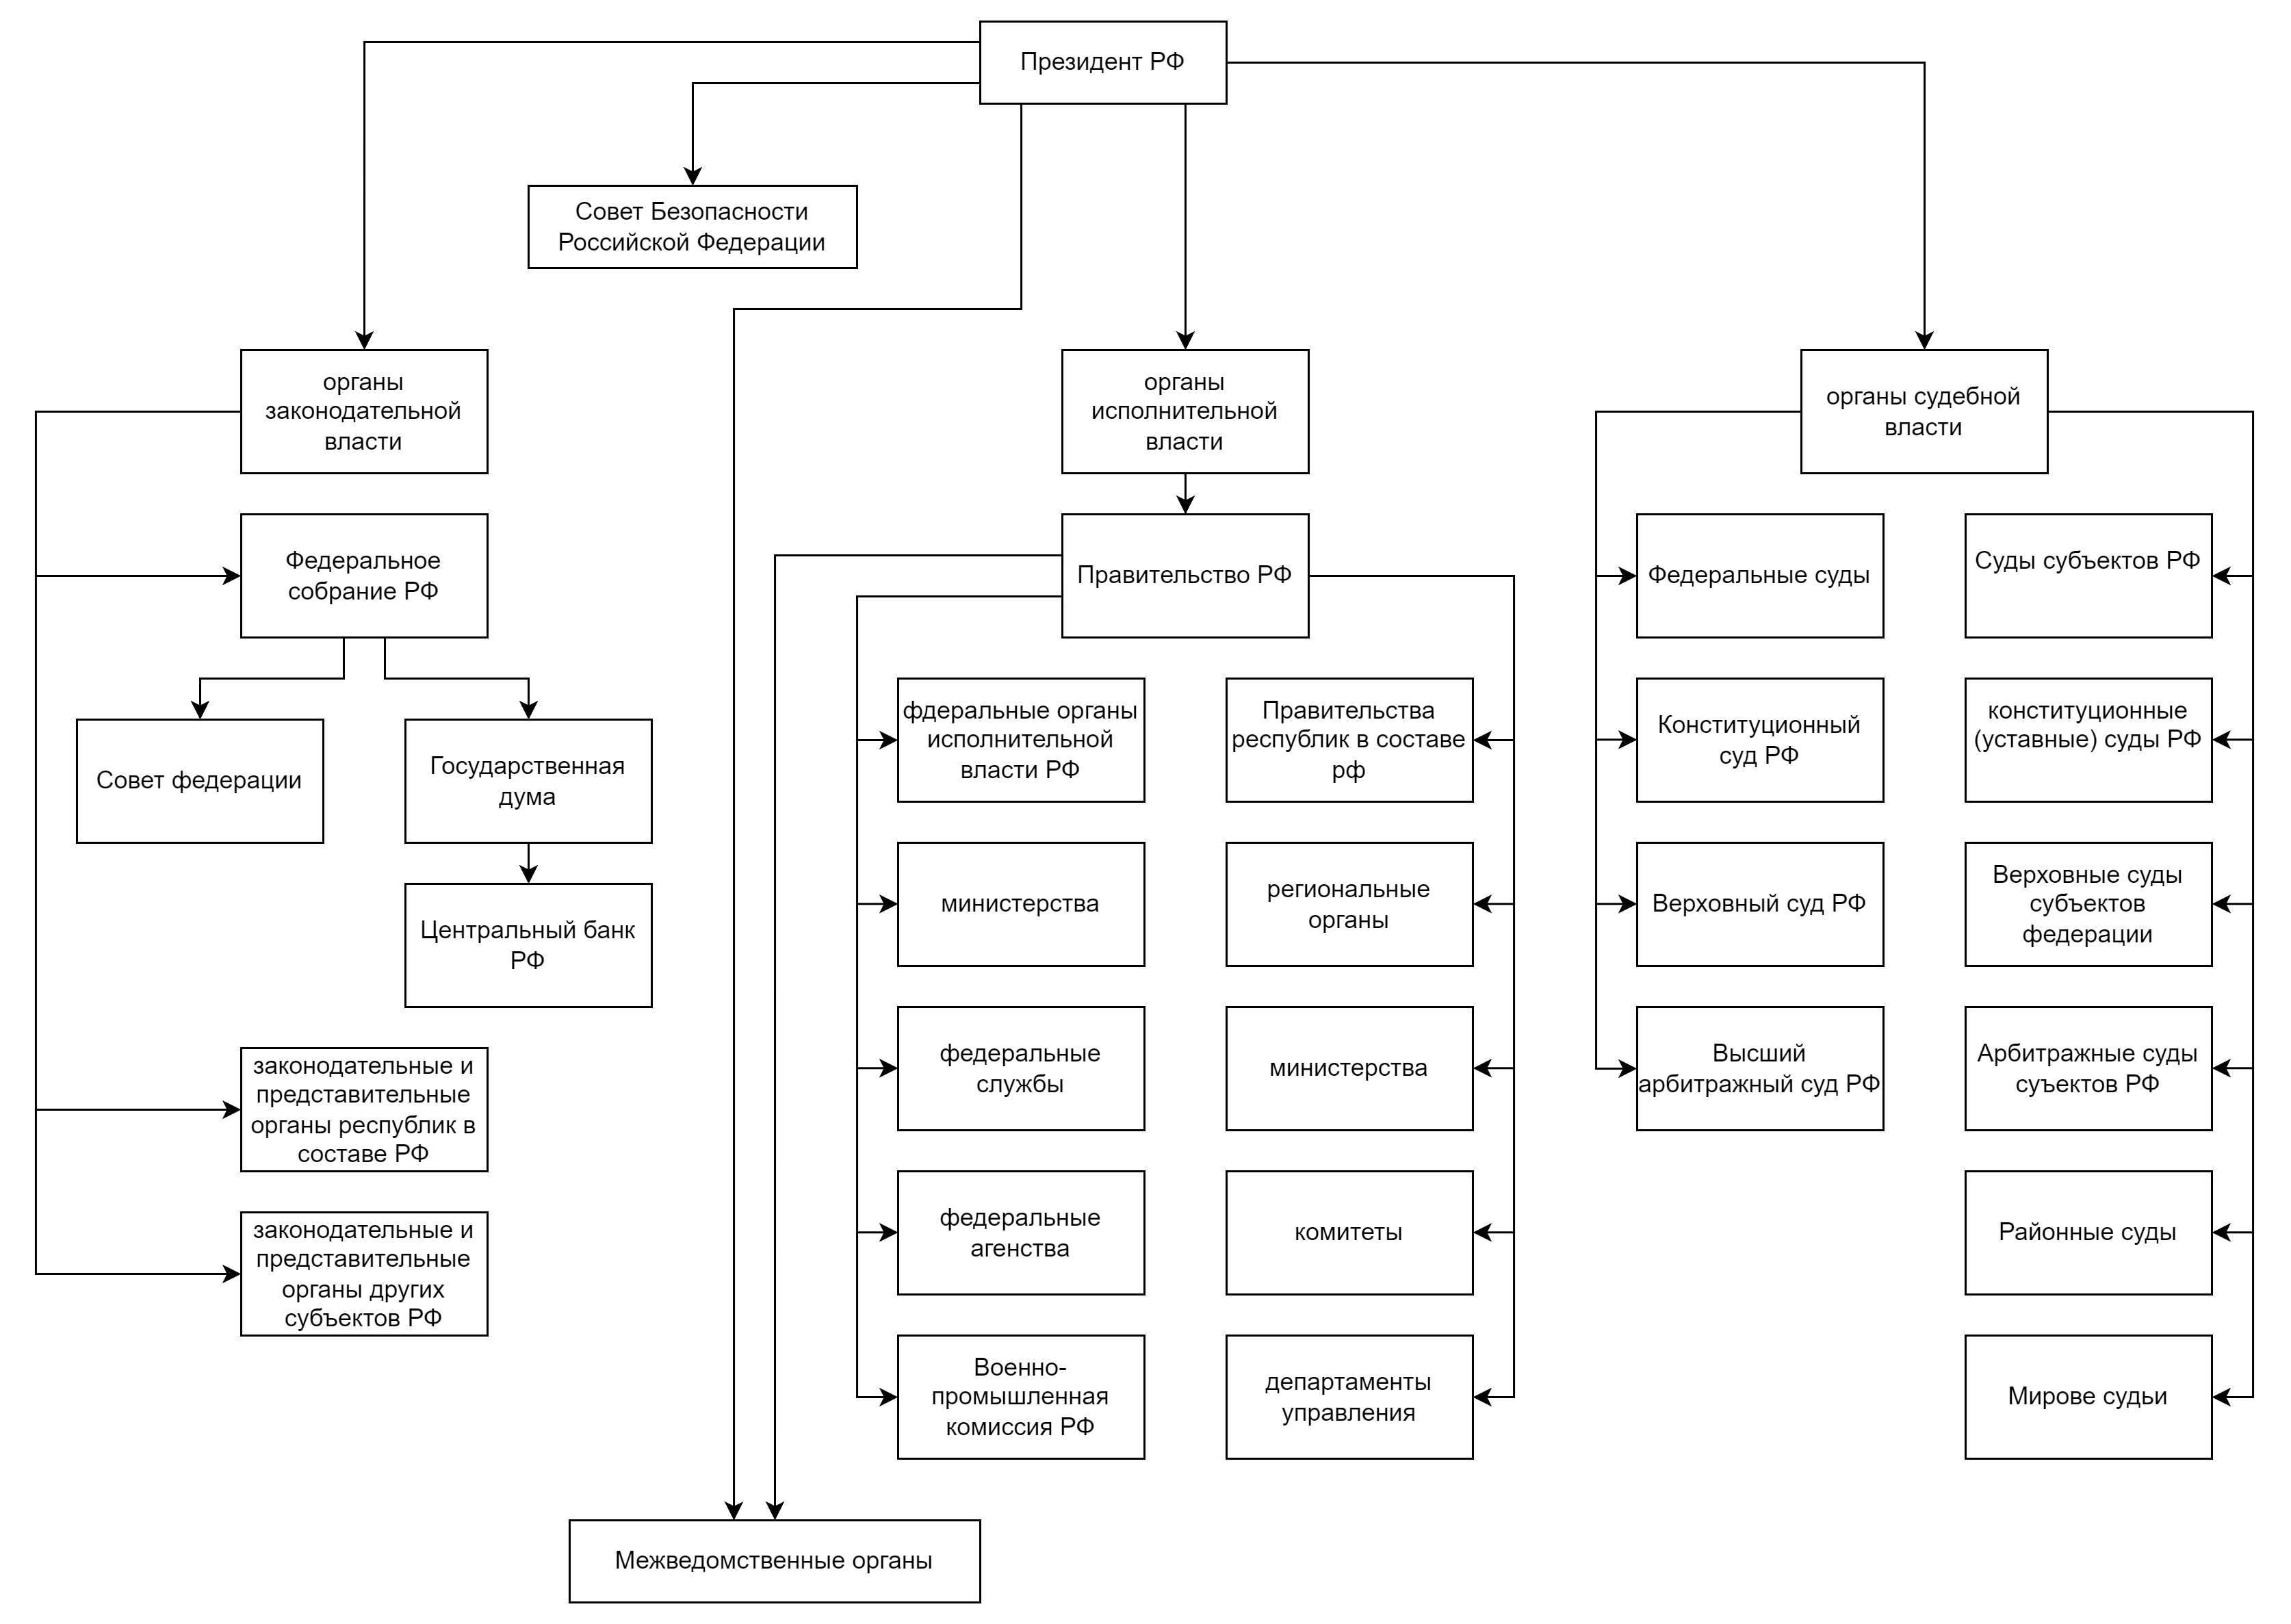 Президент РФ
Совет Безопасности
Российской Федерации
органы
законодательной
власти
органы
исполнительной
власти
органы судебной
власти
Федеральное
собрание РФ
Правительство РФ
Федеральные суды
Суды субъектов РФ
Совет федерации
Государственная
дума
фдеральные органы
исполнительной
власти РФ
Правительства
республик в составе
рф
Конституционный
суд РФ
конституционные
(уставные) суды РФ
Центральный банк
РФ
министерства
региональные
органы
Верховный суд РФ
Верховные суды
субъектов
федерации
законодательные и
представительные
органы республик в
составе РФ
федеральные
службы
министерства
Высший
арбитражный суд РФ
Арбитражные суды
суъектов РФ
законодательные и
представительные
органы других
субъектов РФ
федеральные
агенства
комитеты
Районные суды
Военно-
промышленная
комиссия РФ
департаменты
управления
Мирове судьи
Межведомственные органы